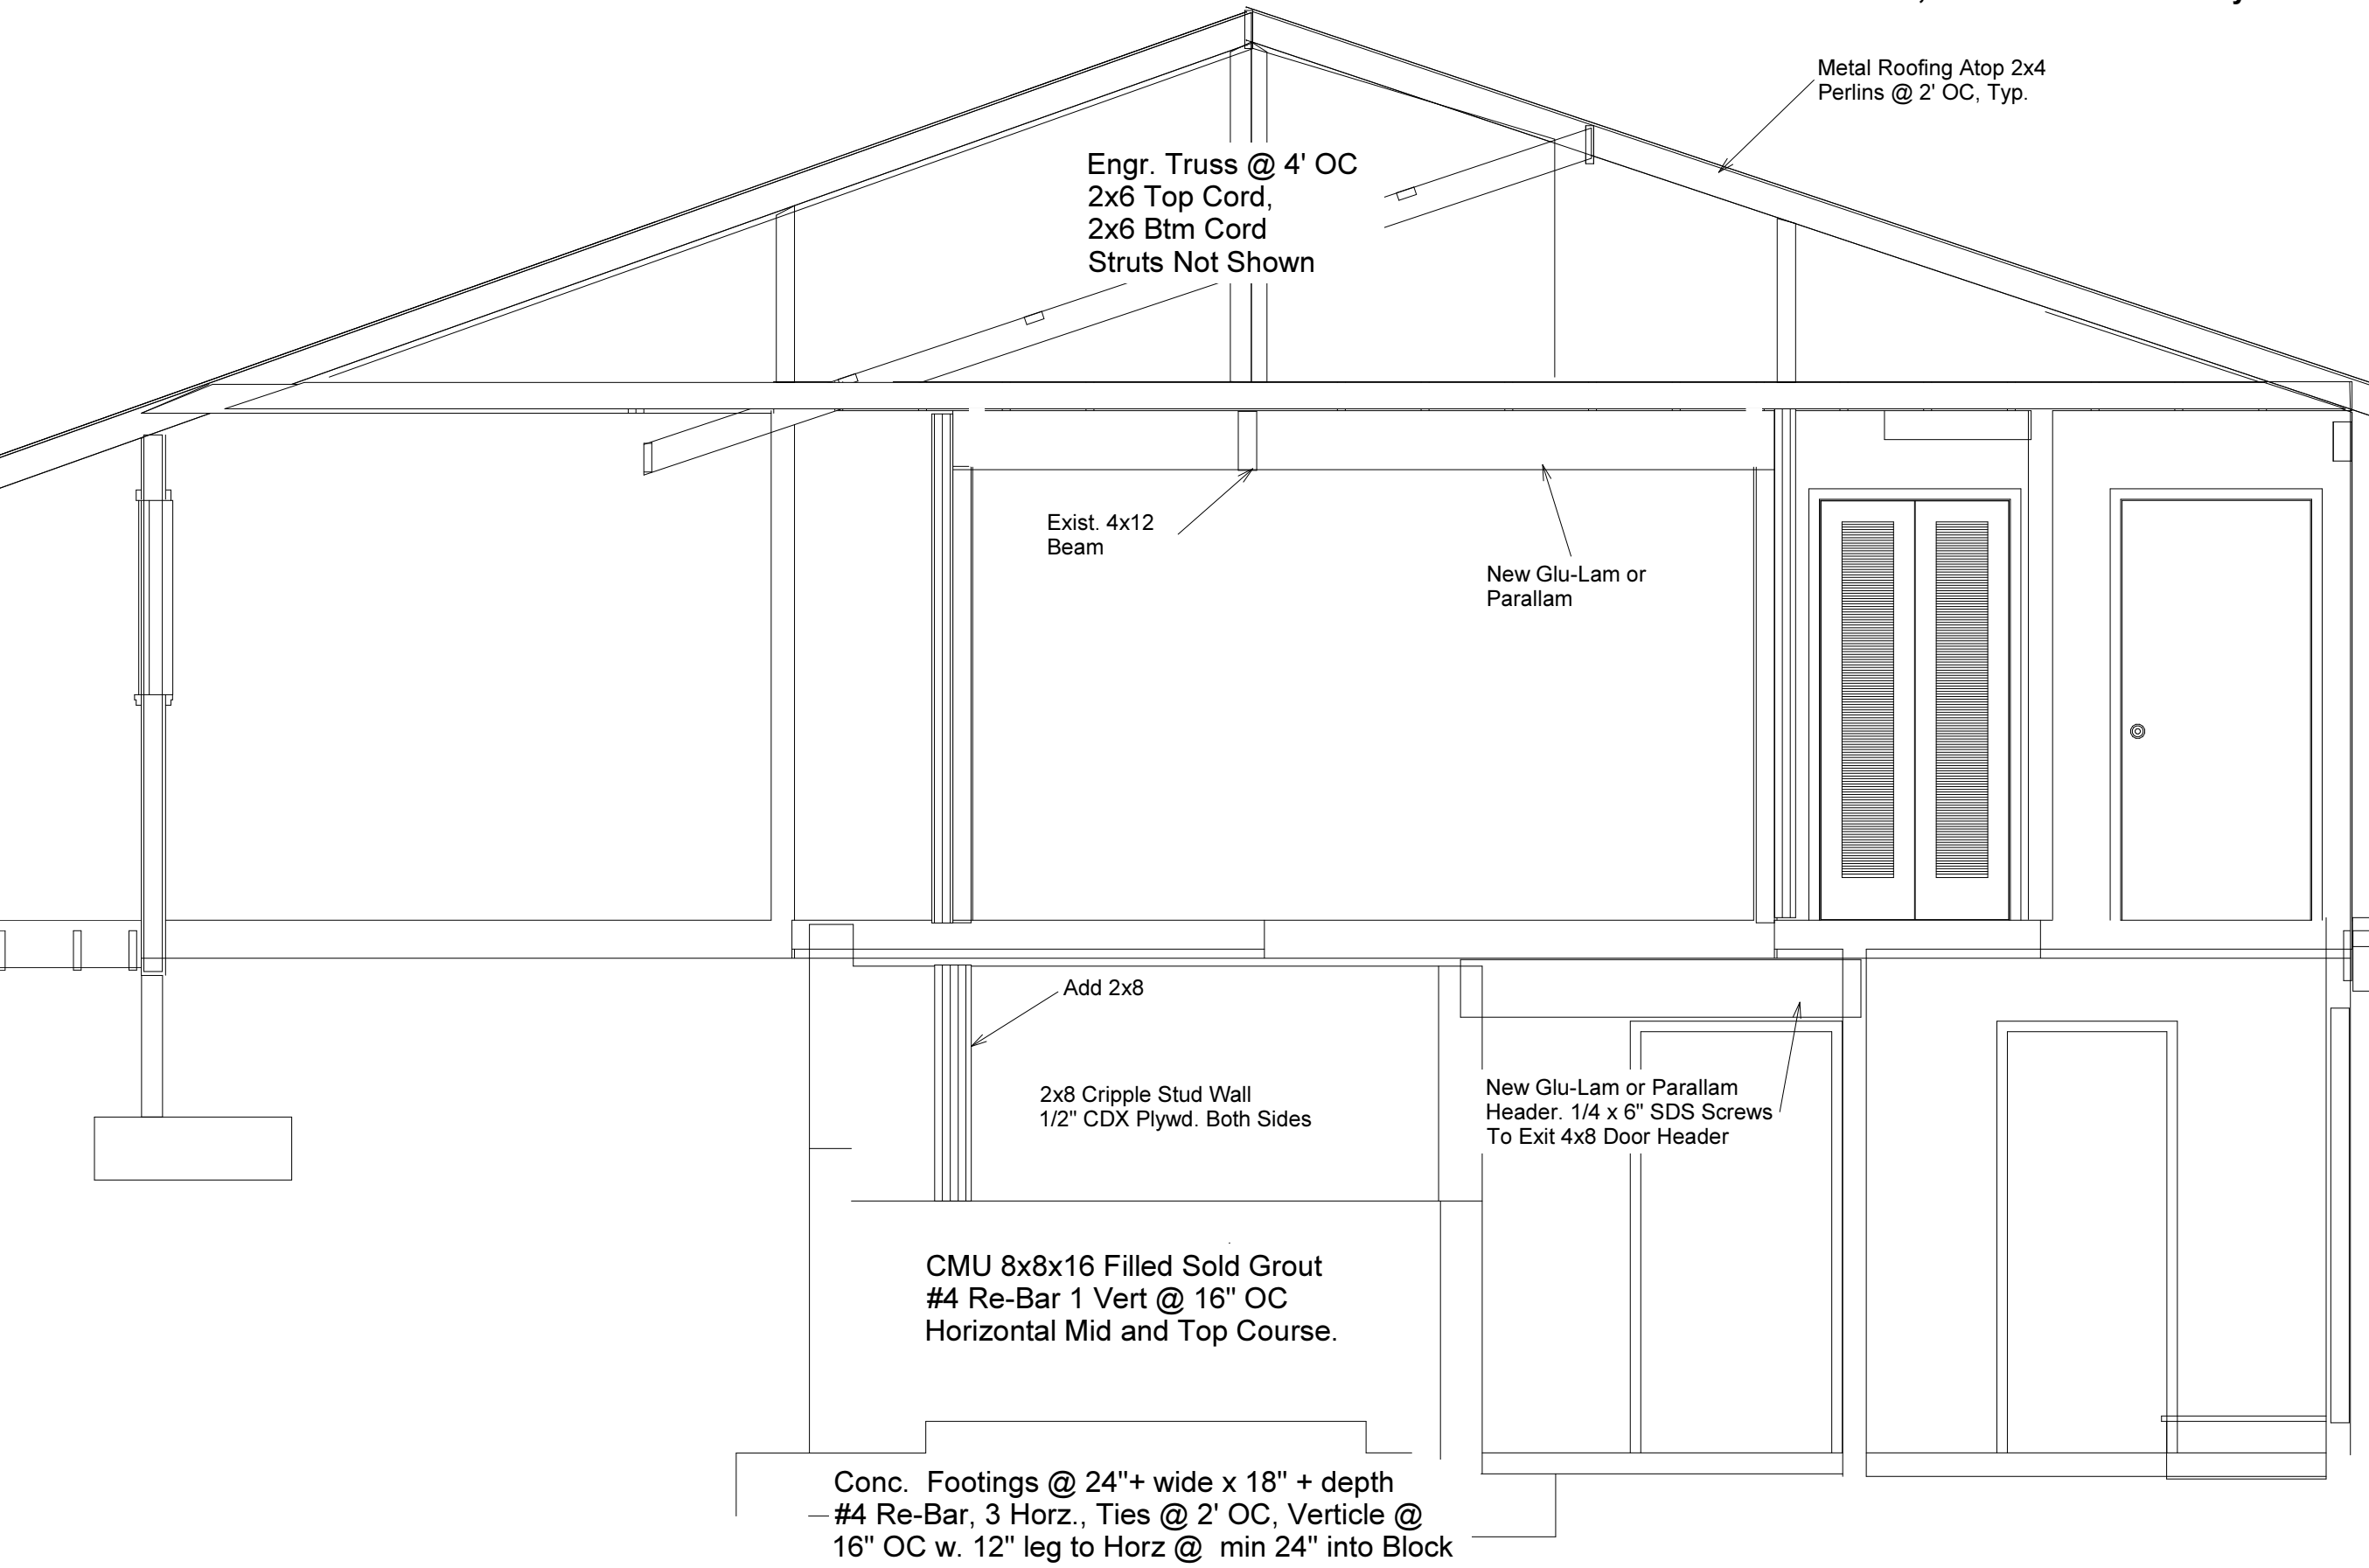 Metal Roofing Atop 2x4
Perlins @ 2' OC, Typ.
Engr. Truss @ 4' OC
2x6 Top Cord,
2x6 Btm Cord
Struts Not Shown
Exist. 4x12
Beam
New Glu-Lam or
Parallam
Add 2x8
2x8 Cripple Stud Wall
1/2" CDX Plywd. Both Sides
New Glu-Lam or Parallam
Header. 1/4 x 6" SDS Screws
To Exit 4x8 Door Header
CMU 8x8x16 Filled Sold Grout
#4 Re-Bar 1 Vert @ 16" OC
Horizontal Mid and Top Course.
Conc. Footings @ 24"+ wide x 18" + depth
#4 Re-Bar, 3 Horz., Ties @ 2' OC, Verticle @
16" OC w. 12" leg to Horz @ min 24" into Block